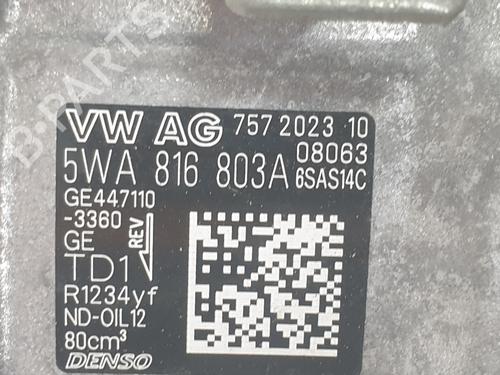 VW AG 757 2023 10
5WA 816 803A 08063
6SAS14C
GE447110
-3360
GE REV
TD1
R1234yf
ND-OIL12
80cm³
DENSO
B-PARTS